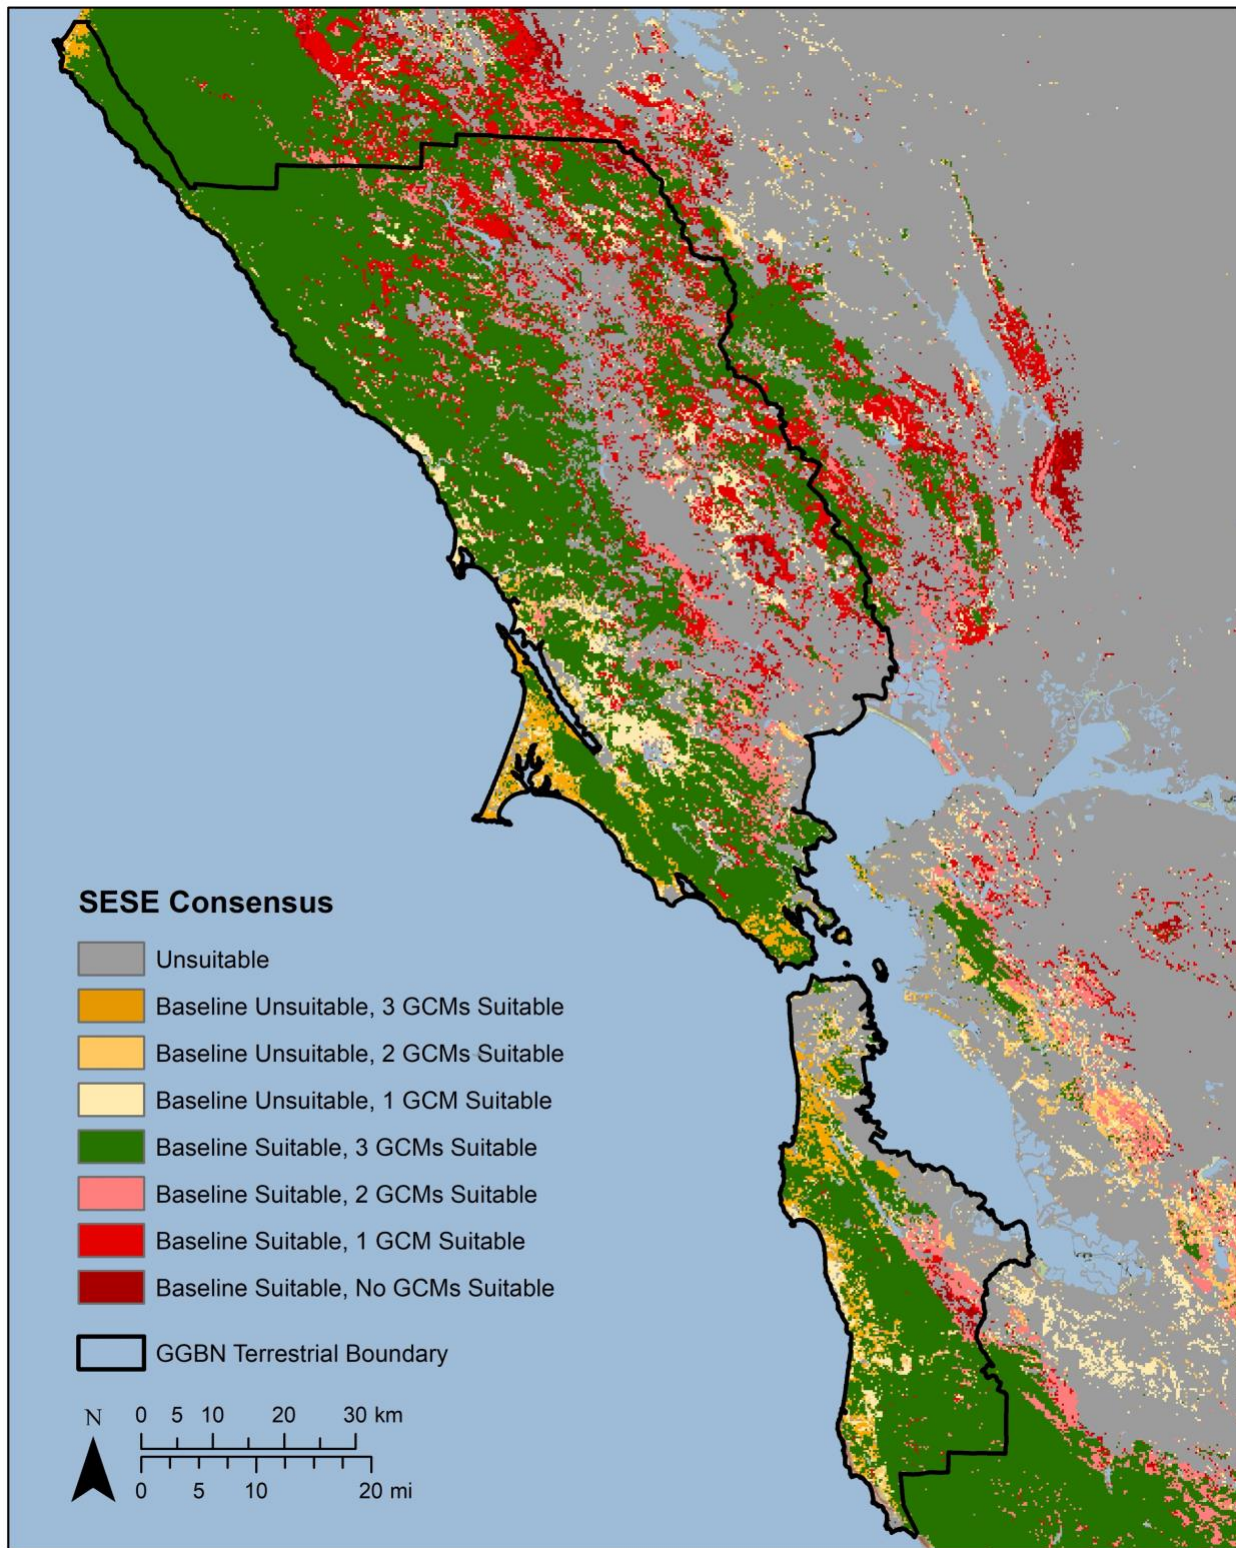 SESE Consensus
Unsuitable
Baseline Unsuitable, 3 GCMs Suitable
Baseline Unsuitable, 2 GCMs Suitable
Baseline Unsuitable, 1 GCM Suitable
Baseline Suitable, 3 GCMs Suitable
Baseline Suitable, 2 GCMs Suitable
Baseline Suitable, 1 GCM Suitable
Baseline Suitable, No GCMs Suitable
GGBN Terrestrial Boundary
N
0 5 10 20 30 km
0 5 10 20 mi